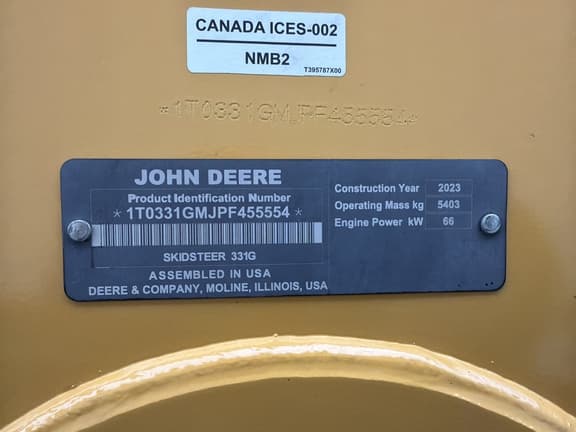 CANADA ICES-002
NMB2
T395787X00
*1T0331GMJPF455554*
JOHN DEERE
Product Identification Number
*1T0331GMJPF455554*
SKIDSTEER 331G
ASSEMBLED IN USA
DEERE & COMPANY, MOLINE, ILLINOIS, USA
Construction Year 2023
Operating Mass kg 5403
Engine Power kW 66